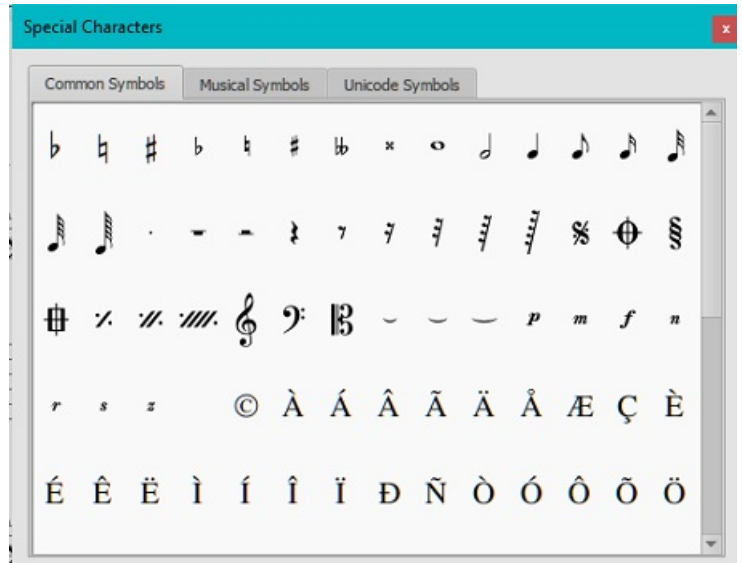 Special Characters
x
Common Symbols Musical Symbols Unicode Symbols
♭ ♮ ♯ ♭ ♮ ♯ 𝄫 𝄪 𝅝 𝅗𝅥 𝅘𝅥 𝅘𝅥𝅮 𝅘𝅥𝅯 𝅘𝅥𝅰
𝅘𝅥𝅱 𝅘𝅥𝅲 . 𝄻 𝄼 𝄽 𝄾 𝄿 𝅀 𝅁 𝅂 𝄋 𝄌 §
𝄎 𝄞 𝄢 𝄡 p m f n
r s z © À Á Â Ã Ä Å Æ Ç È
É Ê Ë Ì Í Î Ï Ð Ñ Ò Ó Ô Õ Ö